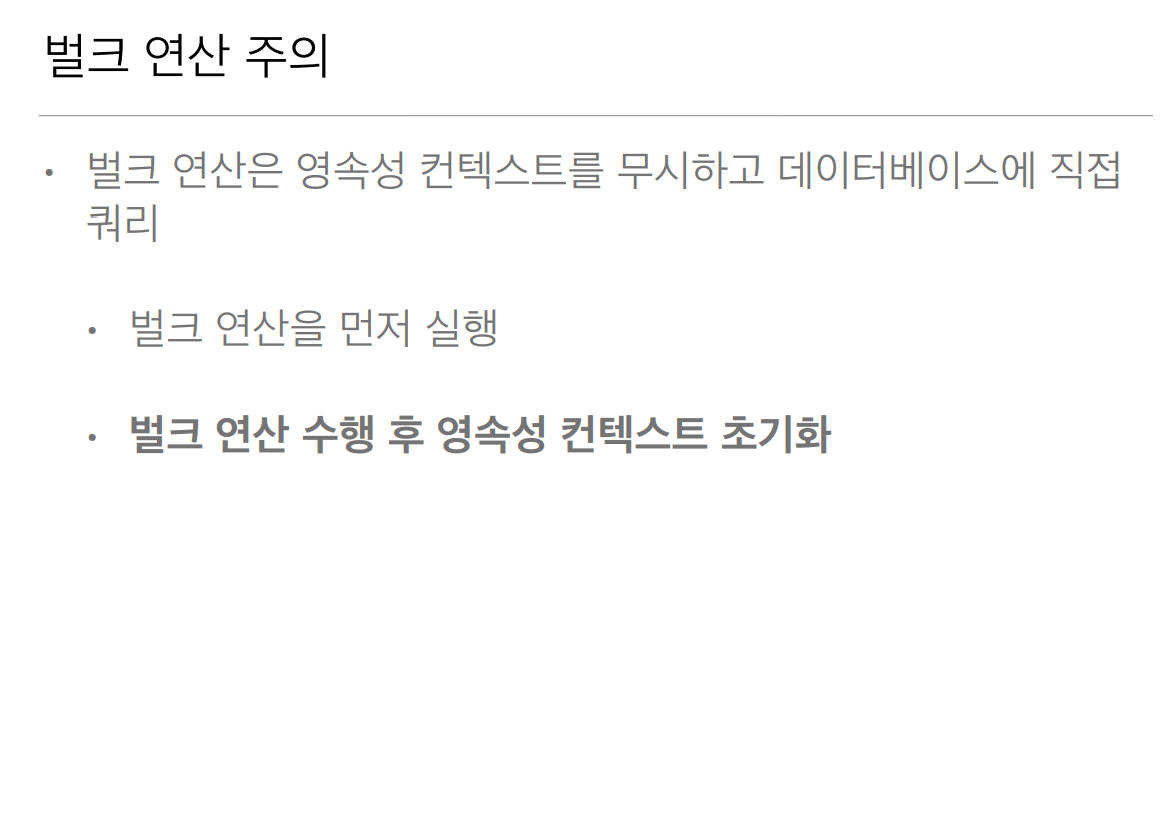 벌크 연산 주의
• 벌크 연산은 영속성 컨텍스트를 무시하고 데이터베이스에 직접
쿼리
• 벌크 연산을 먼저 실행
• 벌크 연산 수행 후 영속성 컨텍스트 초기화